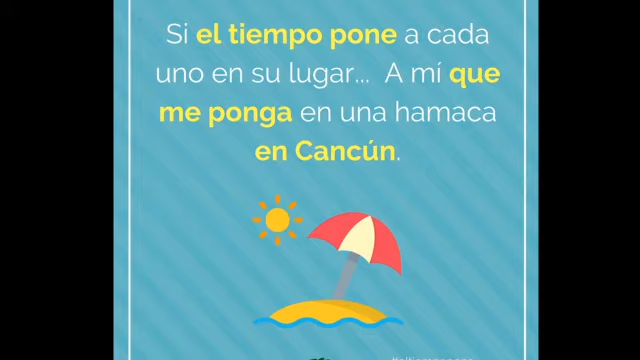 Si el tiempo pone a cada
uno en su lugar... A mí que
me ponga en una hamaca
en Cancún.